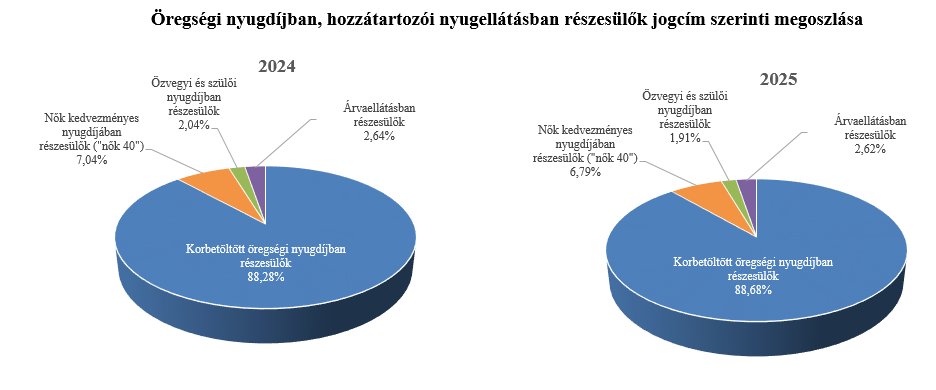 Öregségi nyugdíjban, hozzátartozói nyugellátásban részesülők jogcím szerinti megoszlása
2024
Özvegyi és szülői
nyugdíjban
részesülők
2,04%
Árvaellátásban
részesülők
2,64%
Nők kedvezményes
nyugdíjában
részesülők ("nők 40")
7,04%
Korbetöltött öregségi nyugdíjban
részesülők
88,28%
2025
Özvegyi és szülői
nyugdíjban
részesülők
1,91%
Árvaellátásban
részesülők
2,62%
Nők kedvezményes
nyugdíjában
részesülők ("nők 40")
6,79%
Korbetöltött öregségi nyugdíjban
részesülők
88,68%